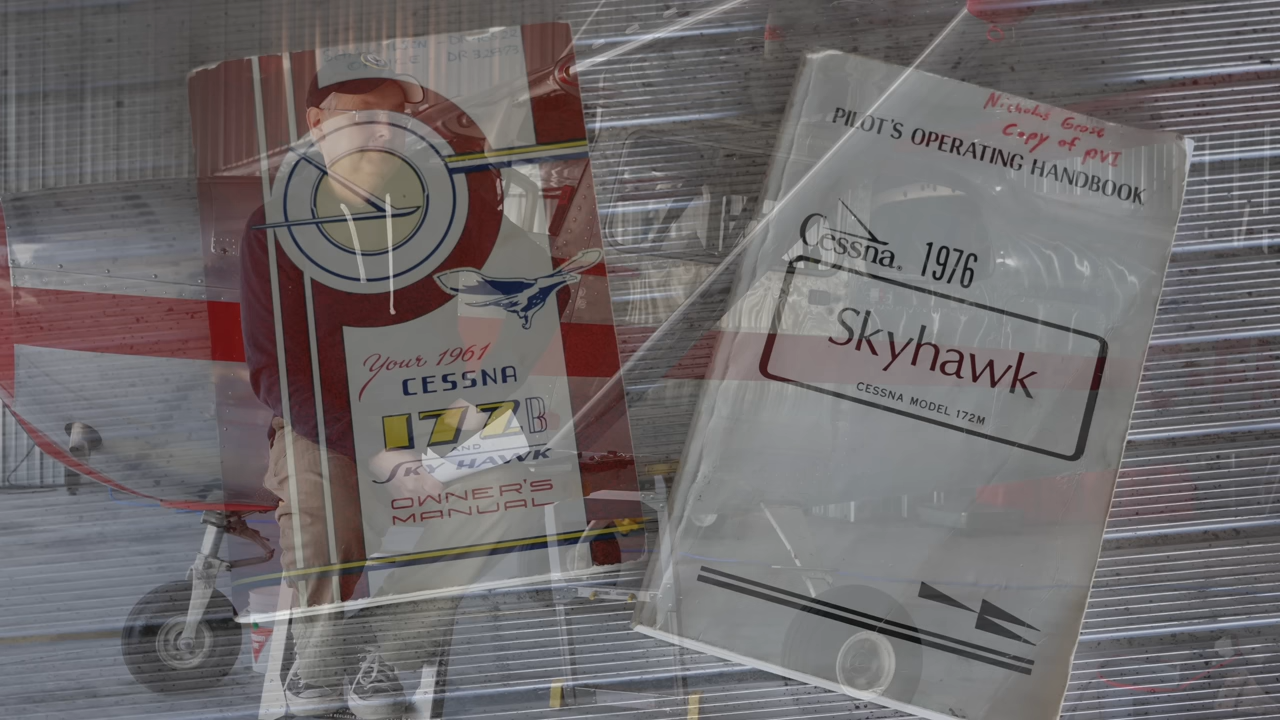 Your 1961
CESSNA
172B
AND
SKYHAWK
OWNER'S
MANUAL
Nicholas Grose
Copy of PVI
PILOT'S OPERATING HANDBOOK
Cessna. 1976
Skyhawk
CESSNA MODEL 172M